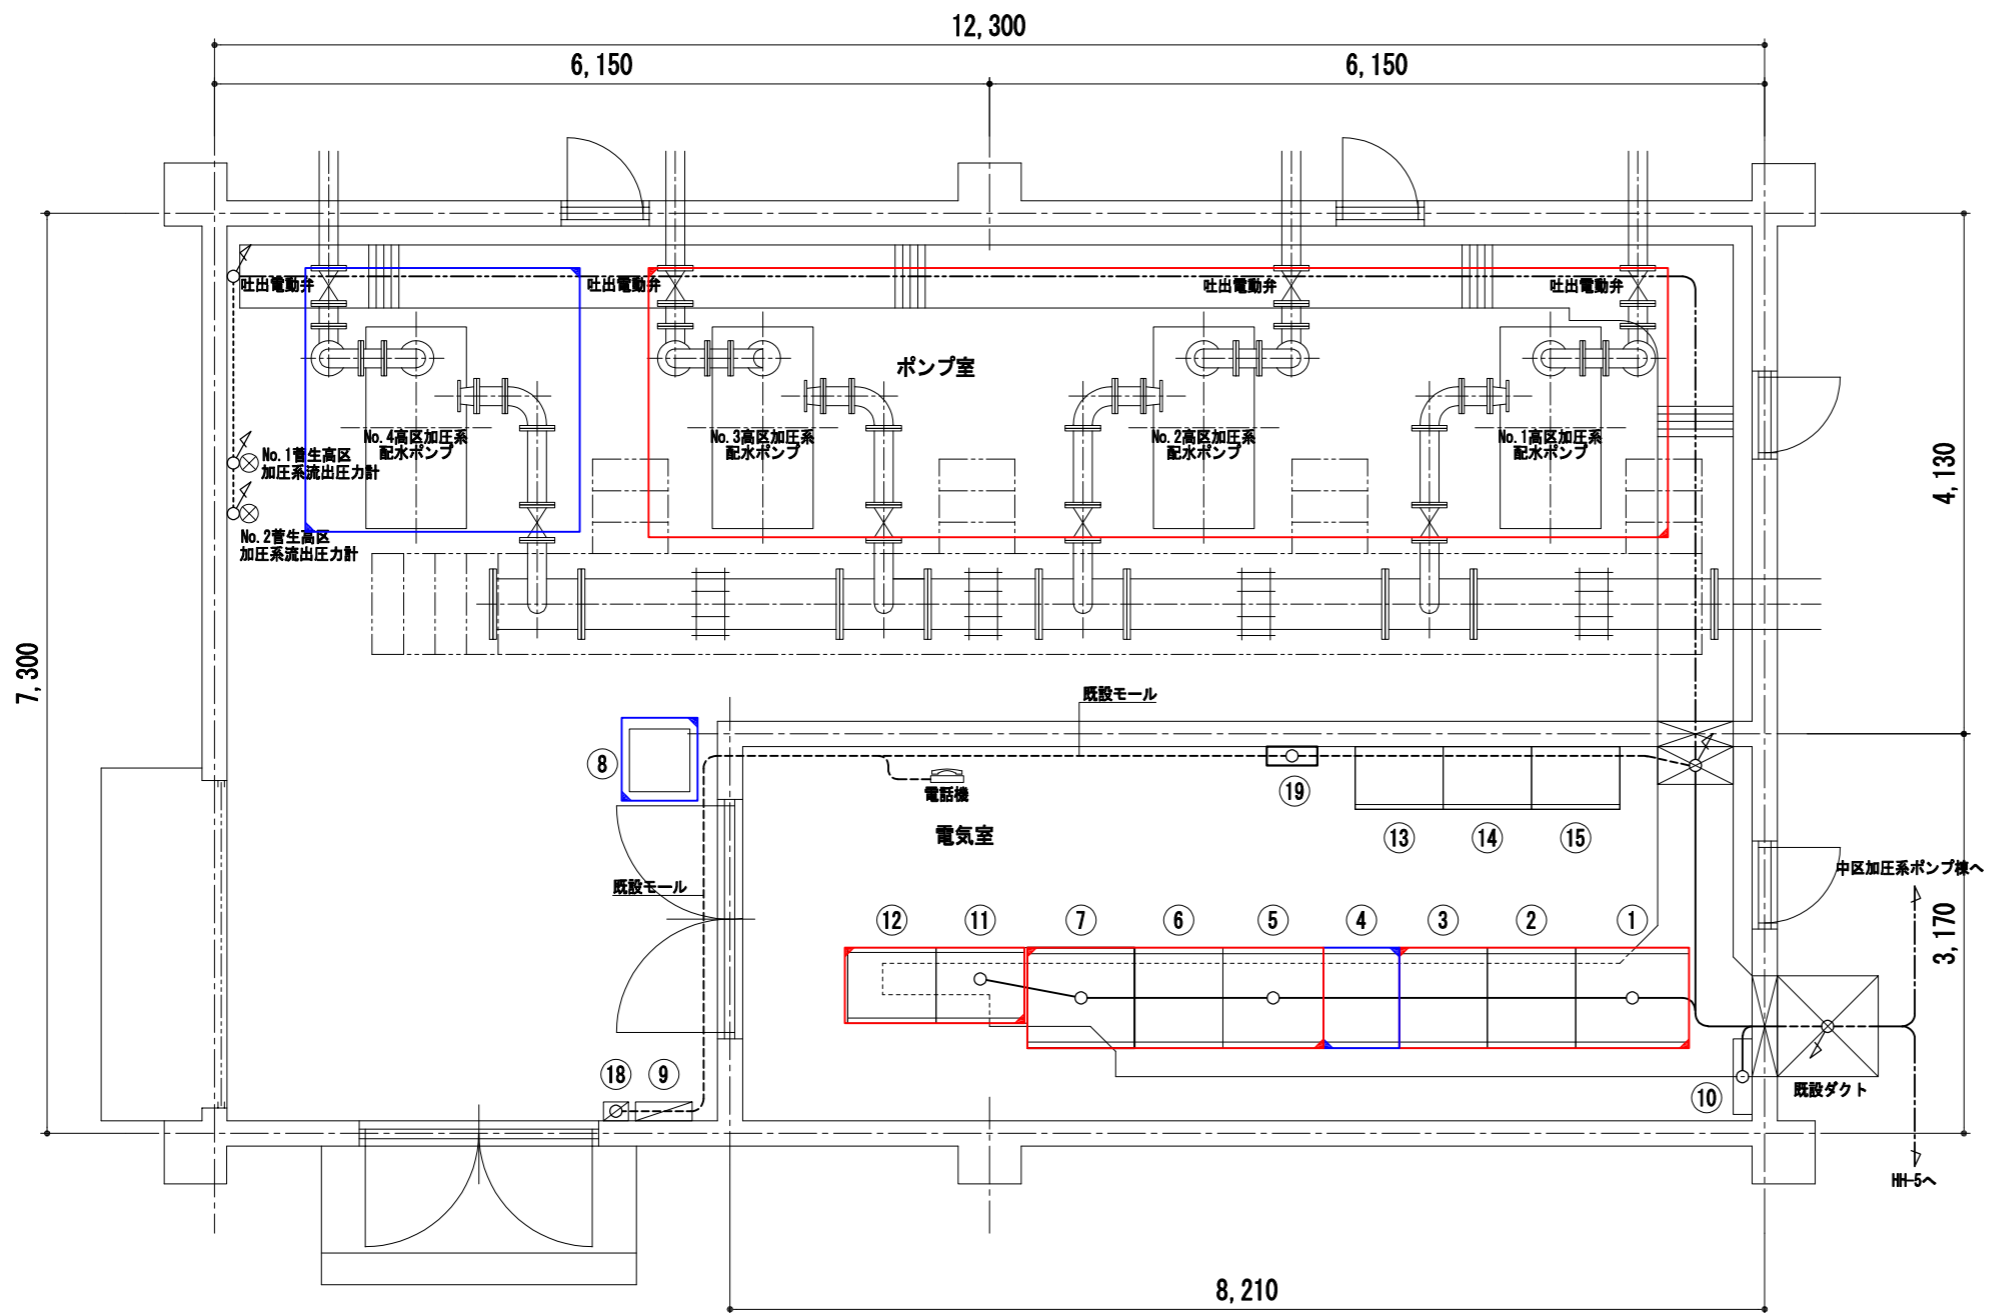 12,300
6,150
6,150
吐出電動弁
吐出電動弁
吐出電動弁
吐出電動弁
ポンプ室
No.4高区加圧系
配水ポンプ
No.3高区加圧系
配水ポンプ
No.2高区加圧系
配水ポンプ
No.1高区加圧系
配水ポンプ
No.1菅生高区
加圧系流出圧力計
No.2菅生高区
加圧系流出圧力計
4,130
7,300
既設モール
⑧
電話機
⑲
電気室
⑬
⑭
⑮
既設モール
中区加圧系ポンプ棟へ
⑫
⑪
⑦
⑥
⑤
④
③
②
①
3,170
⑱
⑨
⑩
既設ダクト
HH-5へ
8,210